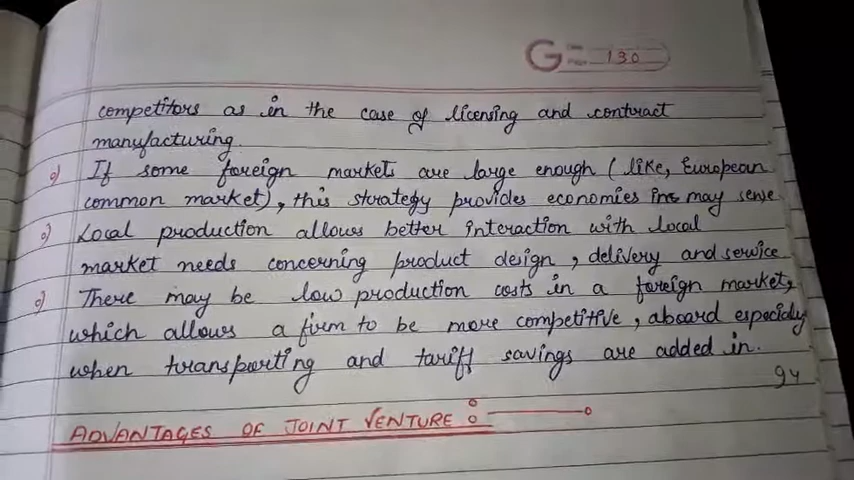 G 130
competitors as in the case of licensing and contract
manufacturing.
If some foreign markets are large enough (like, European
common market), this strategy provides economies in may sense
Local production allows better interaction with local
market needs concerning product design, delivery and service
There may be low production costs in a foreign market,
which allows a firm to be more competitive, aboard especialy
when transparting and tariff savings are added in.
94
ADVANTAGES OF JOINT VENTURE :